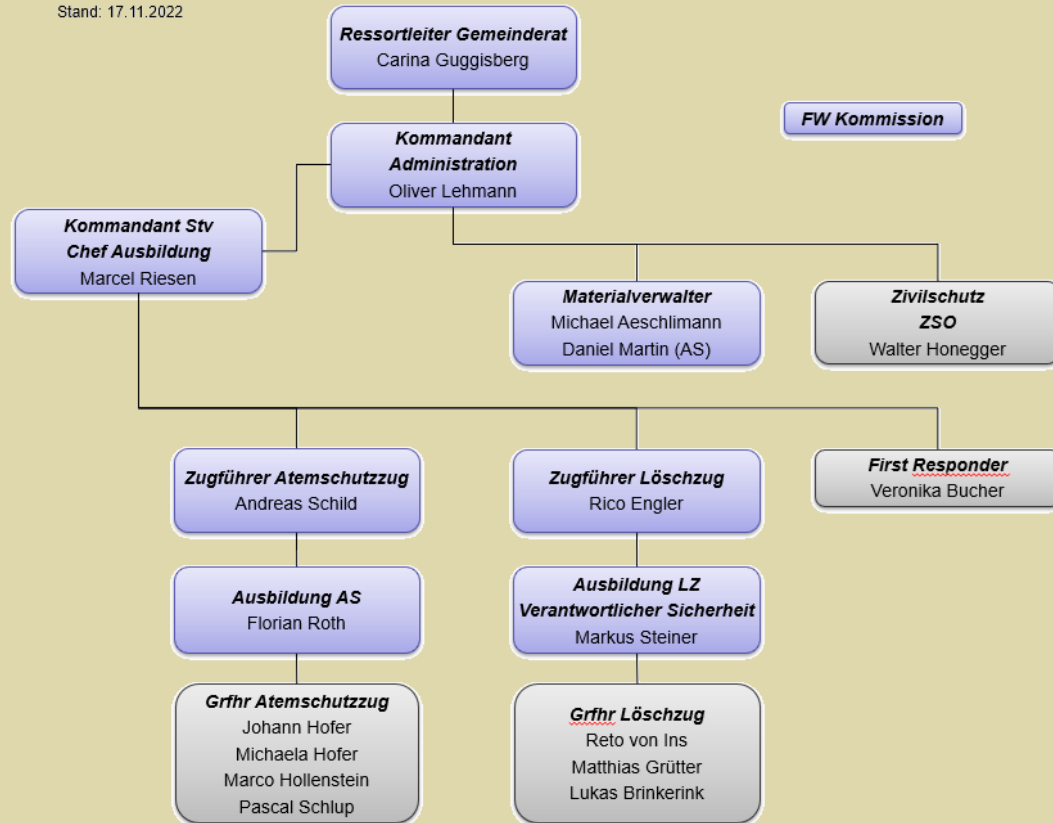 Stand: 17.11.2022
Ressortleiter Gemeinderat
Carina Guggisberg
FW Kommission
Kommandant
Administration
Oliver Lehmann
Kommandant Stv
Chef Ausbildung
Marcel Riesen
Materialverwalter
Michael Aeschlimann
Daniel Martin (AS)
Zivilschutz
ZSO
Walter Honegger
Zugführer Atemschutzzug
Andreas Schild
Zugführer Löschzug
Rico Engler
First Responder
Veronika Bucher
Ausbildung AS
Florian Roth
Ausbildung LZ
Verantwortlicher Sicherheit
Markus Steiner
Grfhr Atemschutzzug
Johann Hofer
Michaela Hofer
Marco Hollenstein
Pascal Schlup
Grfhr Löschzug
Reto von Ins
Matthias Grütter
Lukas Brinkerink